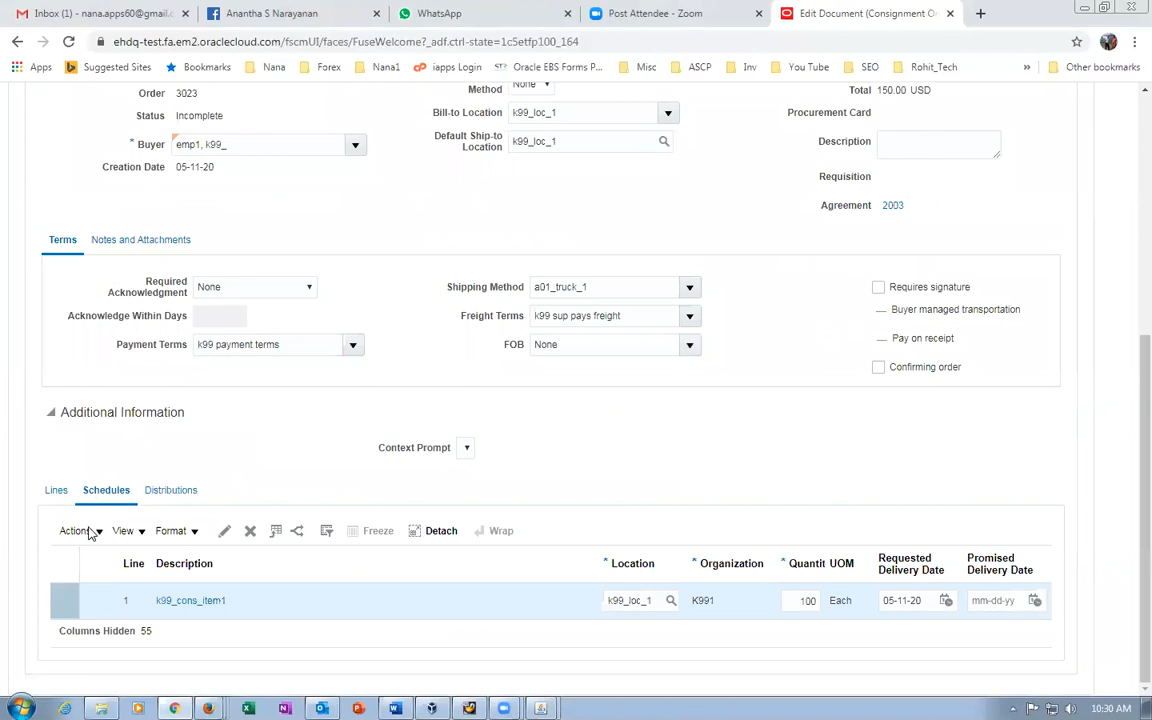 Inbox (1) - nana.apps60@gmail.c
Anantha S Narayanan
WhatsApp
Post Attendee - Zoom
Edit Document (Consignment Or
ehdq-test.fa.em2.oraclecloud.com/fscmUI/faces/FuseWelcome?_adf.ctrl-state=1c5etfp100_164
Apps
Suggested Sites
Bookmarks
Nana
Forex
Nana1
iapps Login
Oracle EBS Forms P...
Misc
ASCP
Inv
You Tube
SEO
Rohit_Tech
»
Other bookmarks
Order 3023
Method None
Total 150.00 USD
Status Incomplete
Bill-to Location k99_loc_1
Procurement Card
* Buyer emp1, k99_
Default Ship-to Location k99_loc_1
Description
Creation Date 05-11-20
Requisition
Agreement 2003
Terms
Notes and Attachments
Required Acknowledgment None
Shipping Method a01_truck_1
Requires signature
Acknowledge Within Days
Freight Terms k99 sup pays freight
Buyer managed transportation
Payment Terms k99 payment terms
FOB None
Pay on receipt
Confirming order
Additional Information
Context Prompt
Lines
Schedules
Distributions
Actions
View
Format
Freeze
Detach
Wrap
Line
Description
* Location
* Organization
* Quantit
UOM
Requested Delivery Date
Promised Delivery Date
1
k99_cons_item1
k99_loc_1
K991
100
Each
05-11-20
mm-dd-yy
Columns Hidden 55
10:30 AM